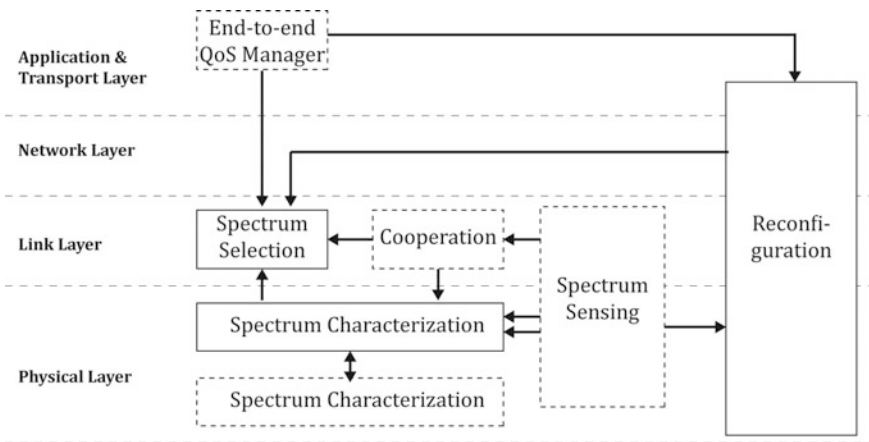 End-to-end
QoS Manager
Application &
Transport Layer
Network Layer
Link Layer
Spectrum
Selection
Cooperation
Spectrum
Sensing
Reconfi-
guration
Physical Layer
Spectrum Characterization
Spectrum Characterization